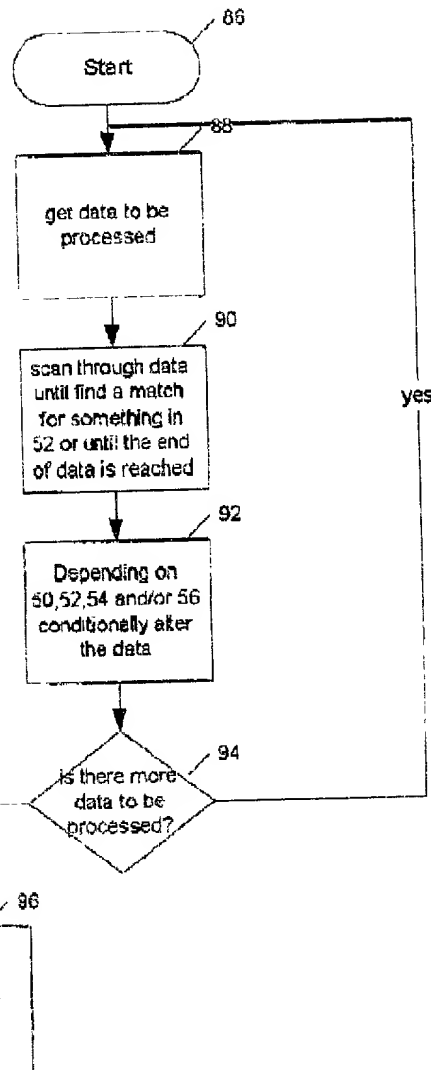 86
Start
88
get data to be
processed
90
scan through data
until find a match
for something in
52 or until the end
of data is reached
yes
92
Depending on
50,52,54 and/or 56
conditionally alter
the data
94
is there more
data to be
processed?
96